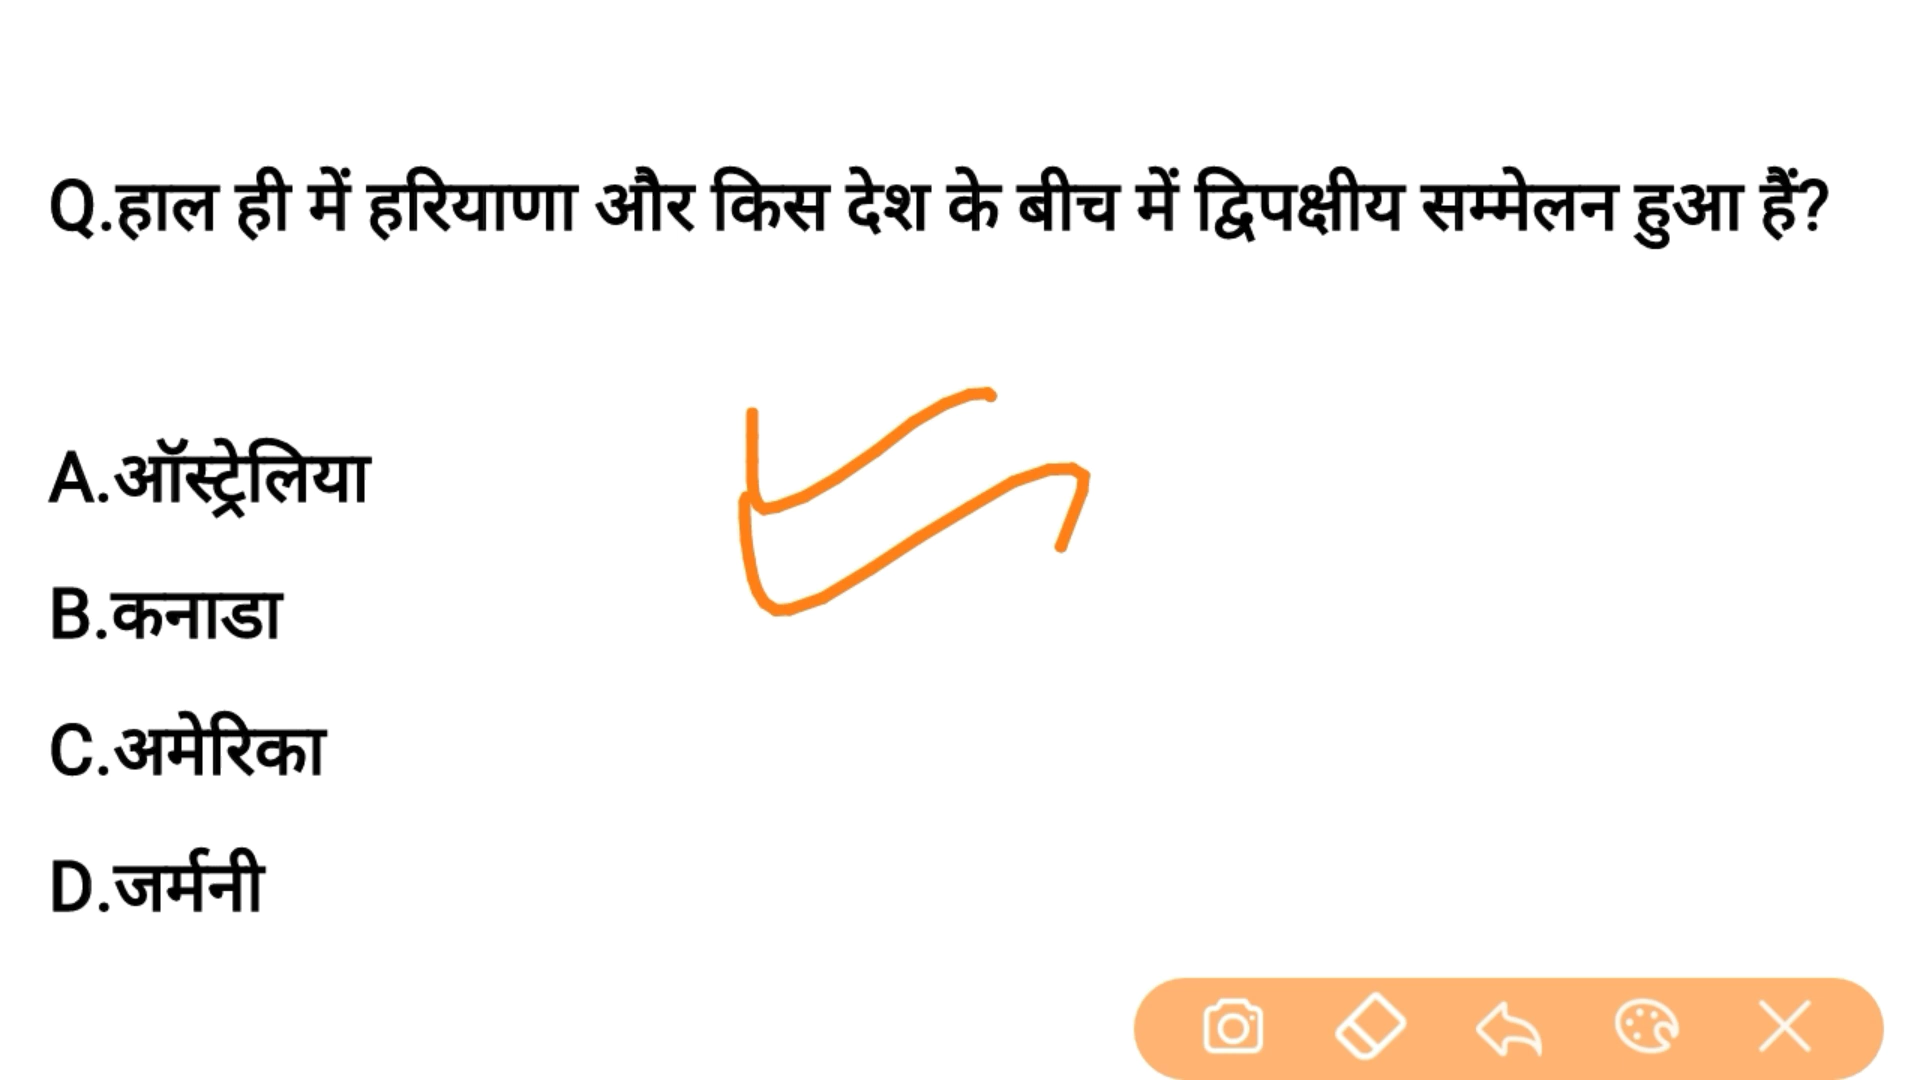 Q.हाल ही में हरियाणा और किस देश के बीच में द्विपक्षीय सम्मेलन हुआ हैं?
A.ऑस्ट्रेलिया
B.कनाडा
C.अमेरिका
D.जर्मनी